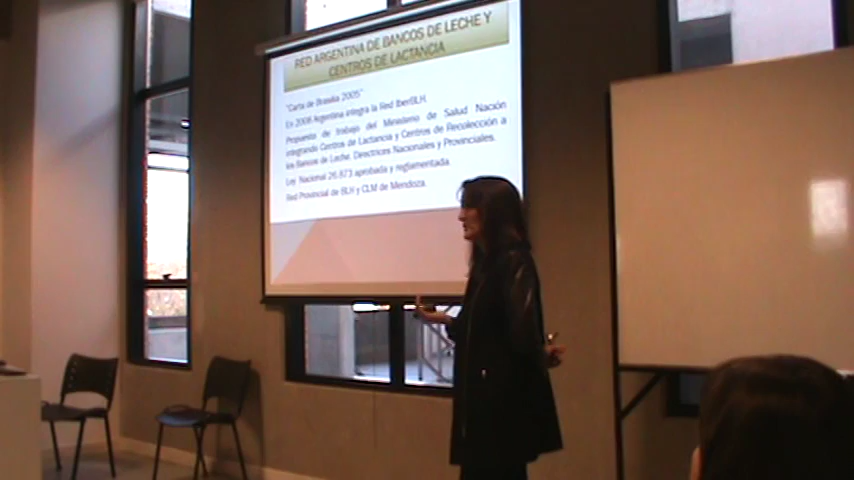 RED ARGENTINA DE BANCOS DE LECHE Y
CENTROS DE LACTANCIA
"Carta de Brasilia 2005"
En 2008 Argentina integra la Red IberBLH.
Propuesta de trabajo del Ministerio de Salud Nación
integrando Centros de Lactancia y Centros de Recolección a
los Bancos de Leche. Directrices Nacionales y Provinciales.
Ley Nacional 26.873 aprobada y reglamentada.
Red Provincial de BLH y CLM de Mendoza.